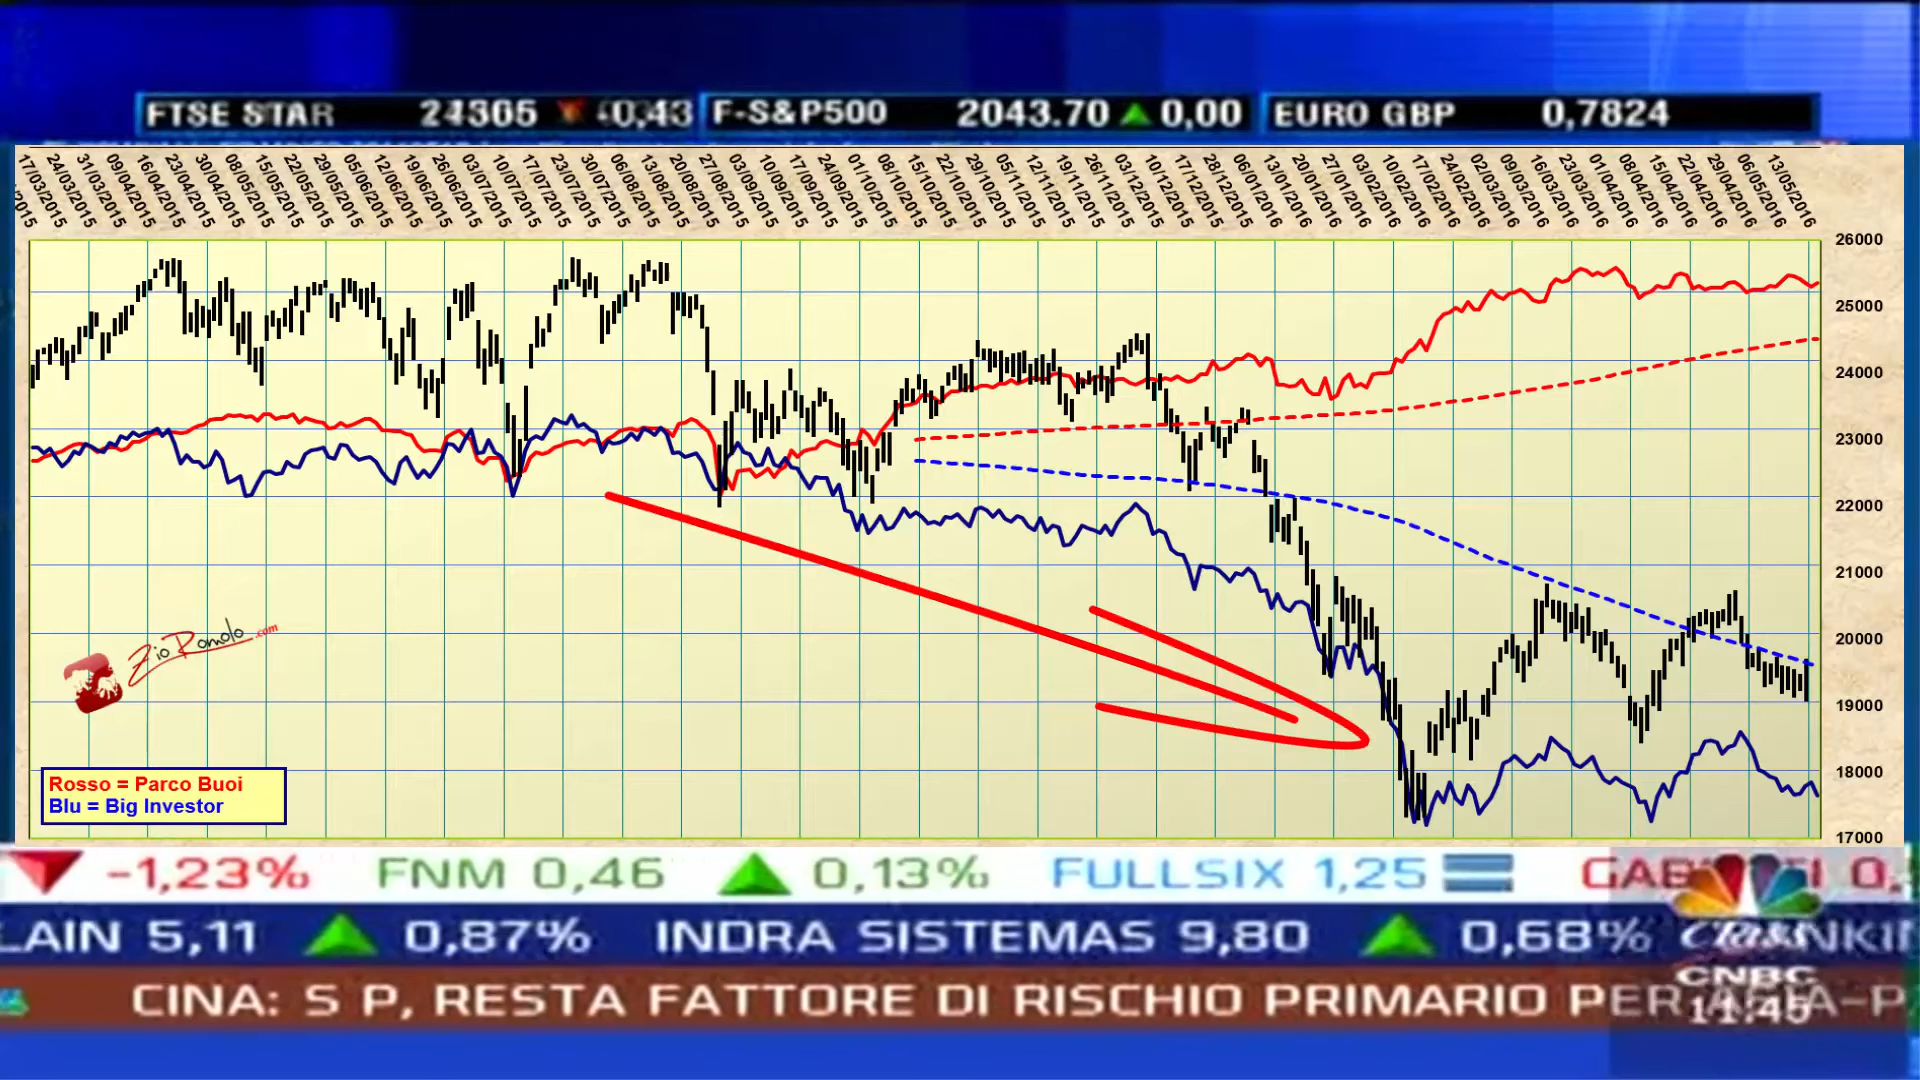 FTSE STAR 24305 -0,43 F-S&P500 2043.70 0,00 EURO GBP 0,7824
17/03/2015 24/03/2015 31/03/2015 09/04/2015 16/04/2015 23/04/2015 30/04/2015 08/05/2015 15/05/2015 22/05/2015 29/05/2015 05/06/2015 12/06/2015 19/06/2015 26/06/2015 03/07/2015 10/07/2015 17/07/2015 23/07/2015 30/07/2015 06/08/2015 13/08/2015 20/08/2015 27/08/2015 03/09/2015 10/09/2015 17/09/2015 24/09/2015 01/10/2015 08/10/2015 15/10/2015 22/10/2015 29/10/2015 05/11/2015 12/11/2015 19/11/2015 26/11/2015 03/12/2015 10/12/2015 17/12/2015 28/12/2015 06/01/2016 13/01/2016 20/01/2016 27/01/2016 03/02/2016 10/02/2016 17/02/2016 24/02/2016 02/03/2016 09/03/2016 16/03/2016 23/03/2016 01/04/2016 08/04/2016 15/04/2016 22/04/2016 29/04/2016 06/05/2016 13/05/2016
26000
25000
24000
23000
22000
21000
20000
19000
18000
17000
Zio Romolo .com
Rosso = Parco Buoi
Blu = Big Investor
-1,23% FNM 0,46 0,13% FULLSIX 1,25
LAIN 5,11 0,87% INDRA SISTEMAS 9,80 0,68%
Class
CNBC
CINA: S P, RESTA FATTORE DI RISCHIO PRIMARIO PER ASIA-P
11:45